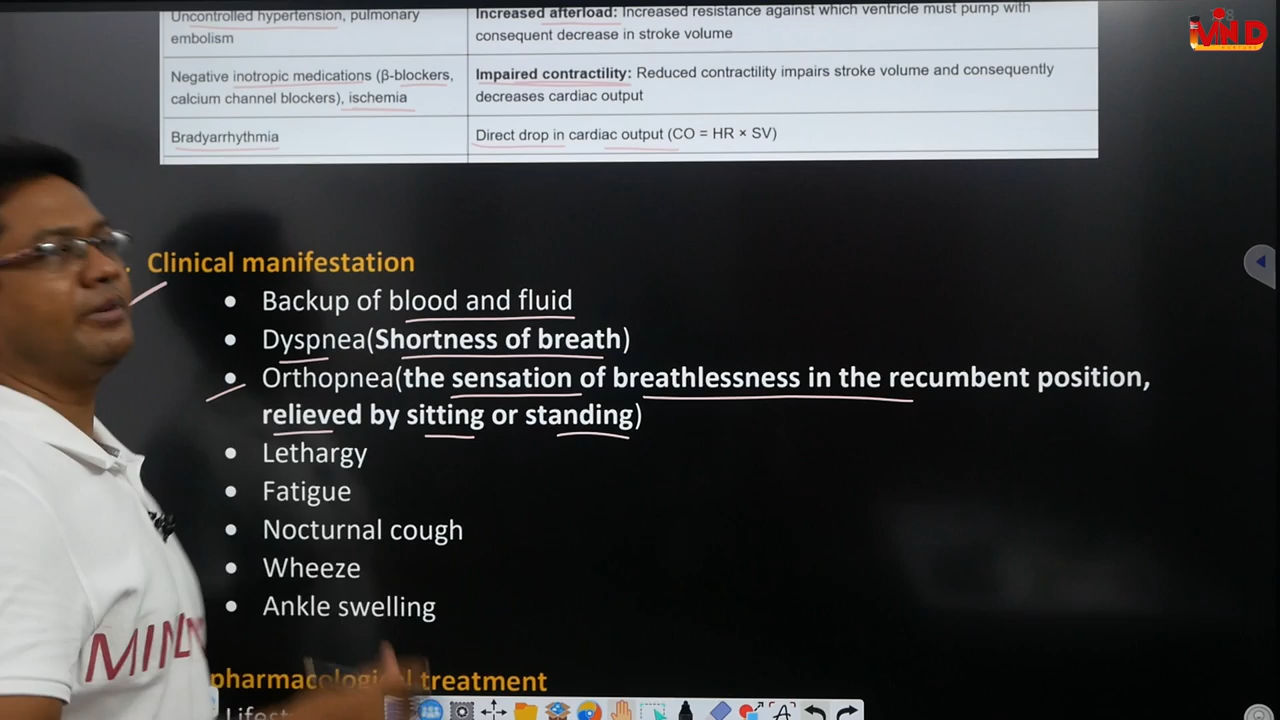 Uncontrolled hypertension, pulmonary embolism
Increased afterload: Increased resistance against which ventricle must pump with consequent decrease in stroke volume
Negative inotropic medications (β-blockers, calcium channel blockers), ischemia
Impaired contractility: Reduced contractility impairs stroke volume and consequently decreases cardiac output
Bradyarrhythmia
Direct drop in cardiac output (CO = HR × SV)
Clinical manifestation
• Backup of blood and fluid
• Dyspnea(Shortness of breath)
• Orthopnea(the sensation of breathlessness in the recumbent position,
relieved by sitting or standing)
• Lethargy
• Fatigue
• Nocturnal cough
• Wheeze
• Ankle swelling
pharmacological treatment